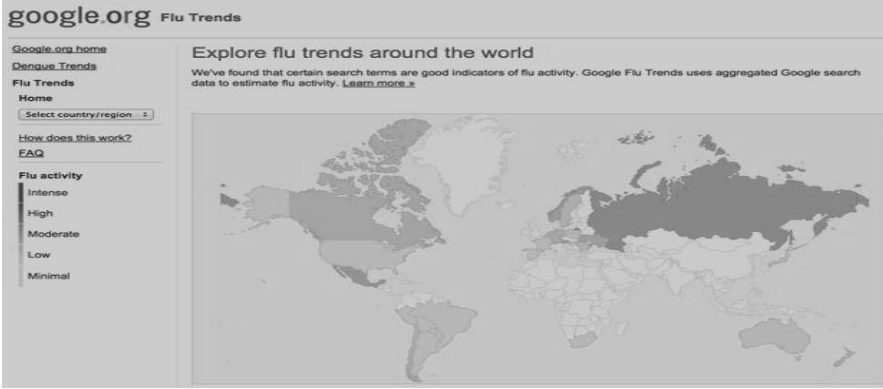 google.org Flu Trends
Google.org home
Dengue Trends
Flu Trends
Home
Select country/region
How does this work?
FAQ
Flu activity
Intense
High
Moderate
Low
Minimal
Explore flu trends around the world
We've found that certain search terms are good indicators of flu activity. Google Flu Trends uses aggregated Google search
data to estimate flu activity. Learn more »